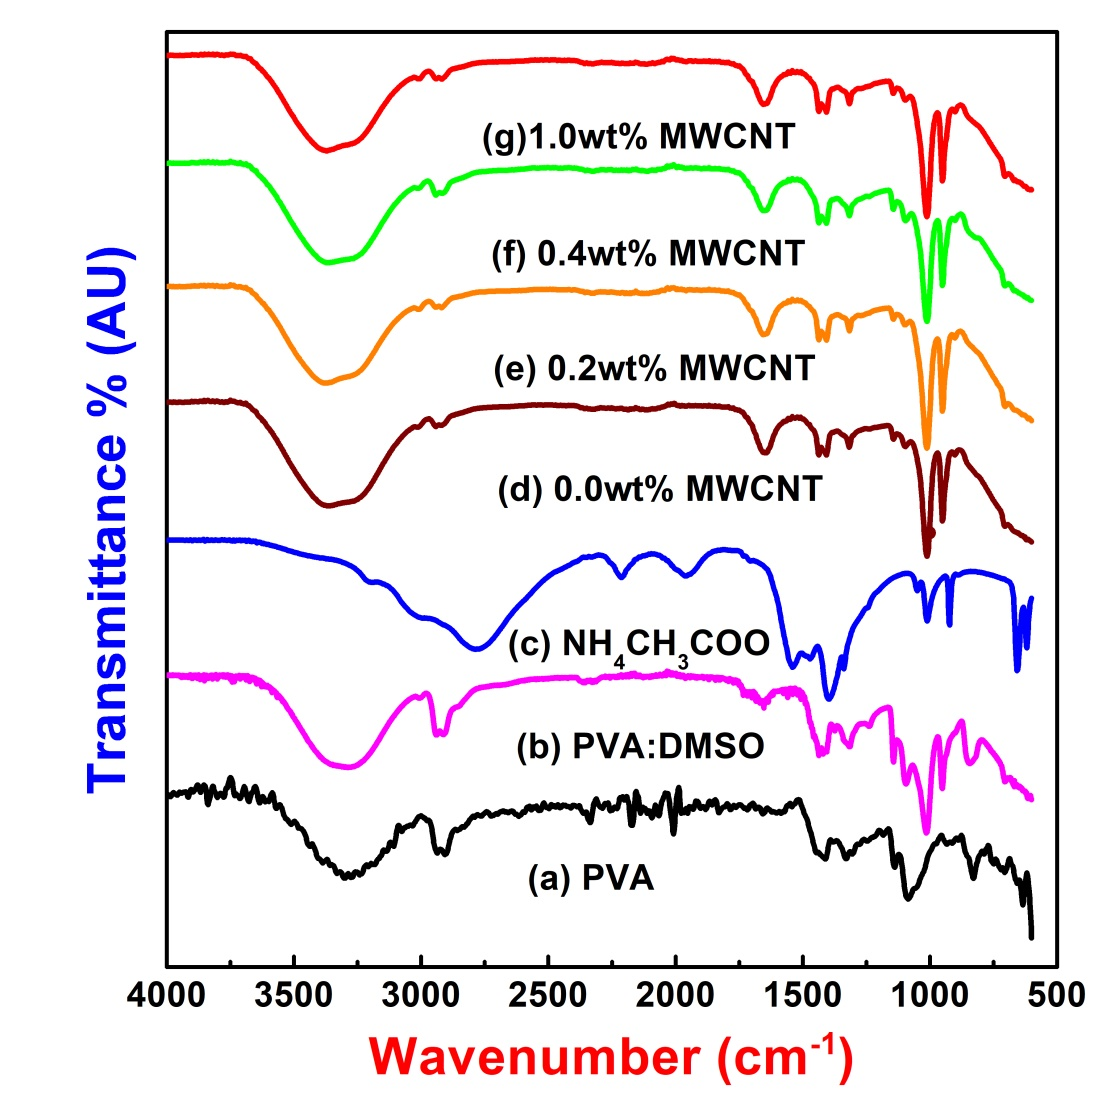 Transmittance % (AU)
(g)1.0wt% MWCNT
(f) 0.4wt% MWCNT
(e) 0.2wt% MWCNT
(d) 0.0wt% MWCNT
(c) NH₄CH₃COO
(b) PVA:DMSO
(a) PVA
4000 3500 3000 2500 2000 1500 1000 500
Wavenumber (cm⁻¹)